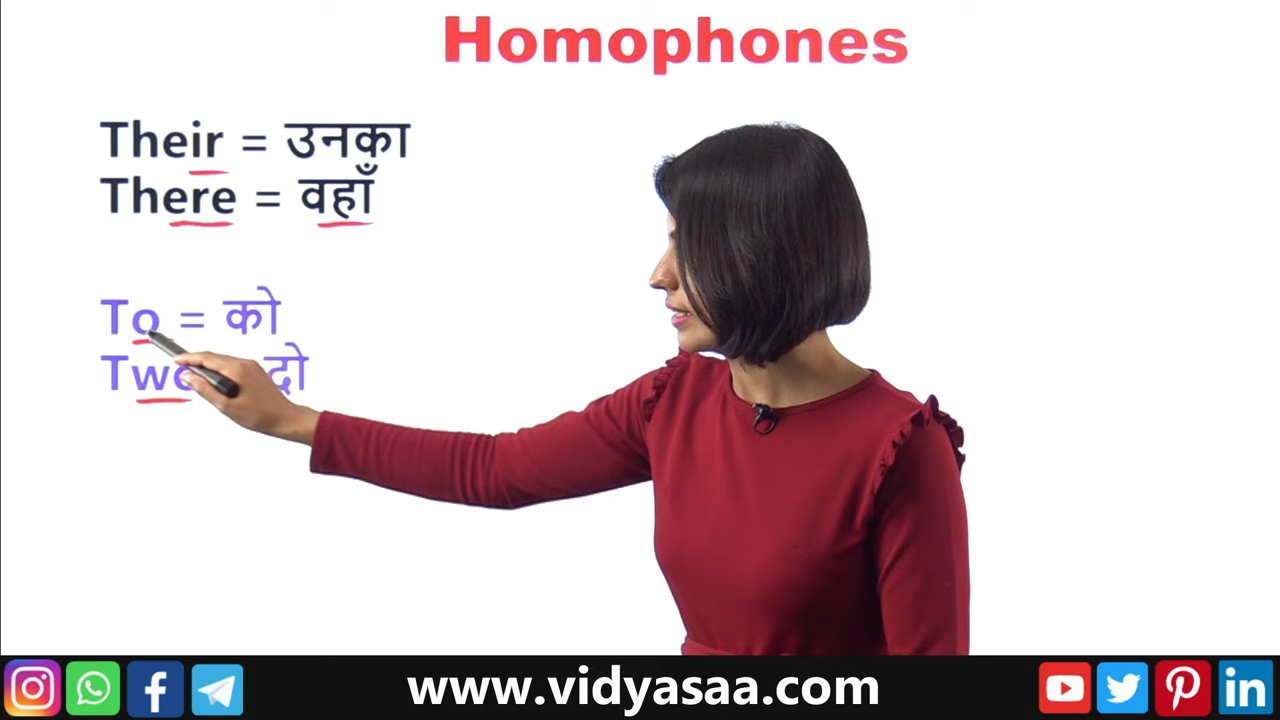 Homophones
Their = उनका
There = वहाँ
To = को
दो
www.vidyasaa.com